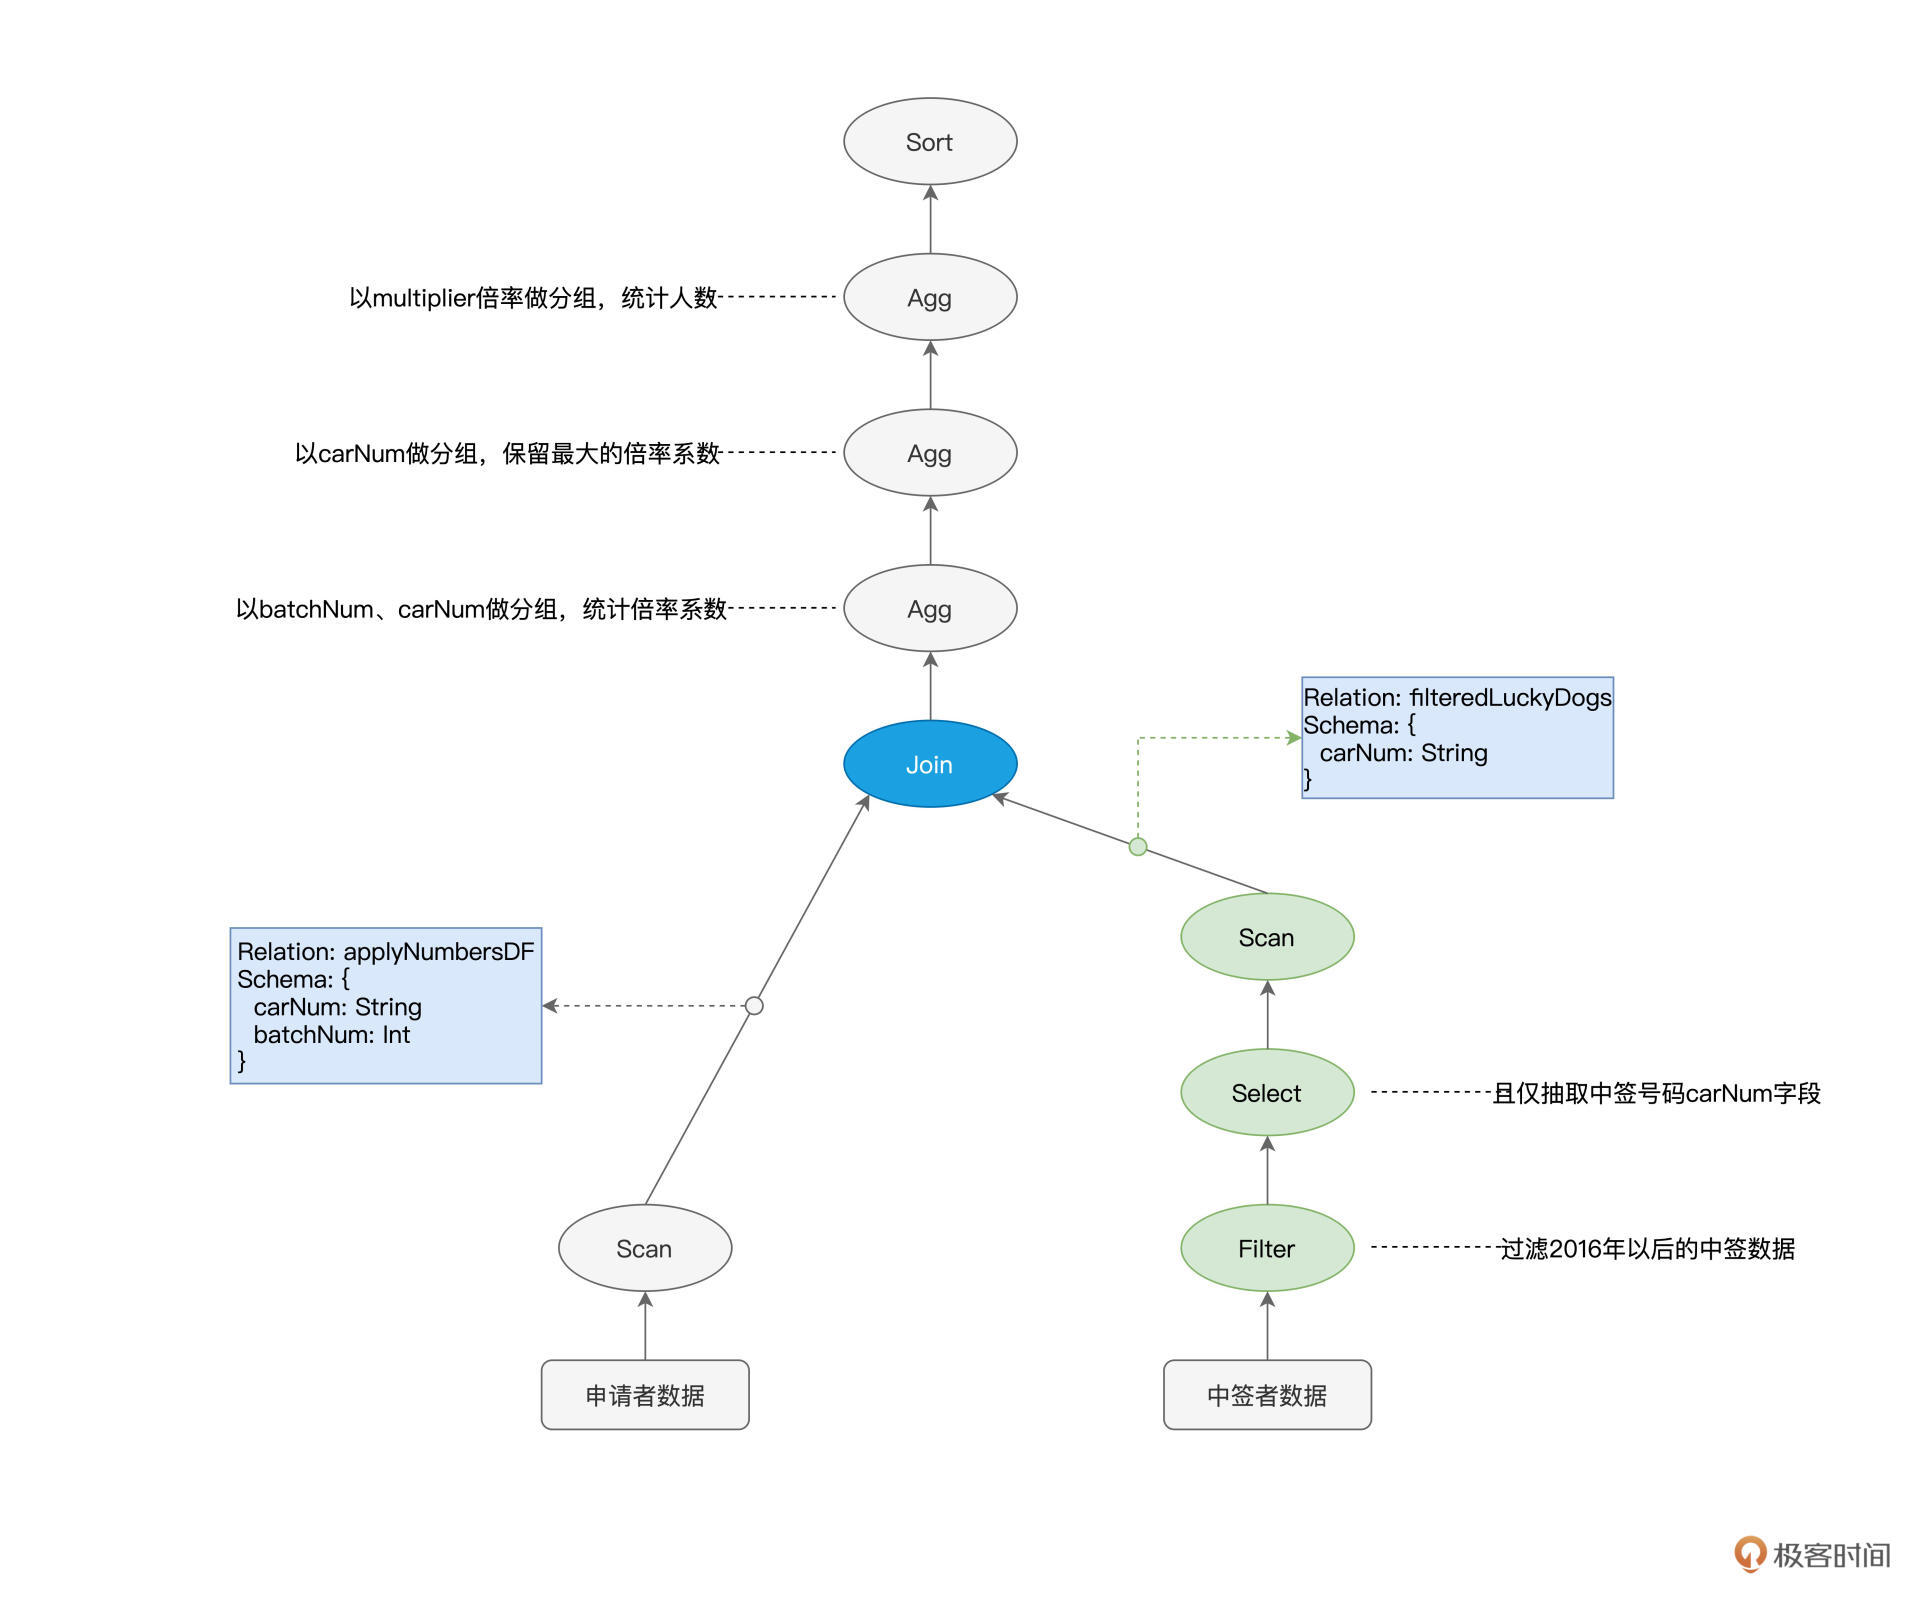 Sort
以multiplier倍率做分组，统计人数
Agg
以carNum做分组，保留最大的倍率系数
Agg
以batchNum、carNum做分组，统计倍率系数
Agg
Relation: filteredLuckyDogs
Schema: {
carNum: String
}
Join
Scan
Relation: applyNumbersDF
Schema: {
carNum: String
batchNum: Int
}
Select
且仅抽取中签号码carNum字段
Scan
Filter
过滤2016年以后的中签数据
申请者数据
中签者数据
极客时间